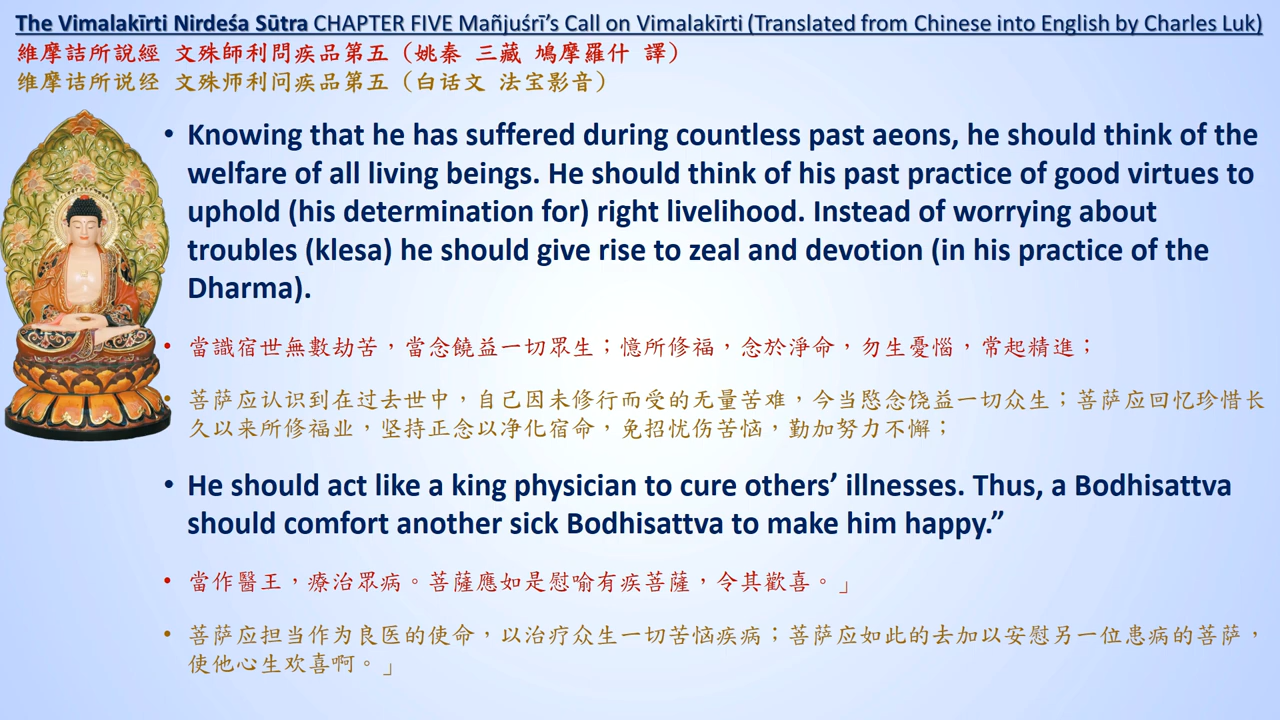 The Vimalakīrti Nirdeśa Sūtra CHAPTER FIVE Mañjuśrī’s Call on Vimalakīrti (Translated from Chinese into English by Charles Luk)
維摩詰所說經 文殊師利問疾品第五（姚秦 三藏 鳩摩羅什 譯）
维摩诘所说经 文殊师利问疾品第五（白话文 法宝影音）
• Knowing that he has suffered during countless past aeons, he should think of the
welfare of all living beings. He should think of his past practice of good virtues to
uphold (his determination for) right livelihood. Instead of worrying about
troubles (klesa) he should give rise to zeal and devotion (in his practice of the
Dharma).
• 當識宿世無數劫苦，當念饒益一切眾生；憶所修福，念於淨命，勿生憂惱，常起精進；
• 菩萨应认识到在过去世中，自己因未修行而受的无量苦难，今当愍念饶益一切众生；菩萨应回忆珍惜长
久以来所修福业，坚持正念以净化宿命，免招忧伤苦恼，勤加努力不懈；
• He should act like a king physician to cure others’ illnesses. Thus, a Bodhisattva
should comfort another sick Bodhisattva to make him happy.”
• 當作醫王，療治眾病。菩薩應如是慰喻有疾菩薩，令其歡喜。」
• 菩萨应担当作为良医的使命，以治疗众生一切苦恼疾病；菩萨应如此的去加以安慰另一位患病的菩萨，
使他心生欢喜啊。」